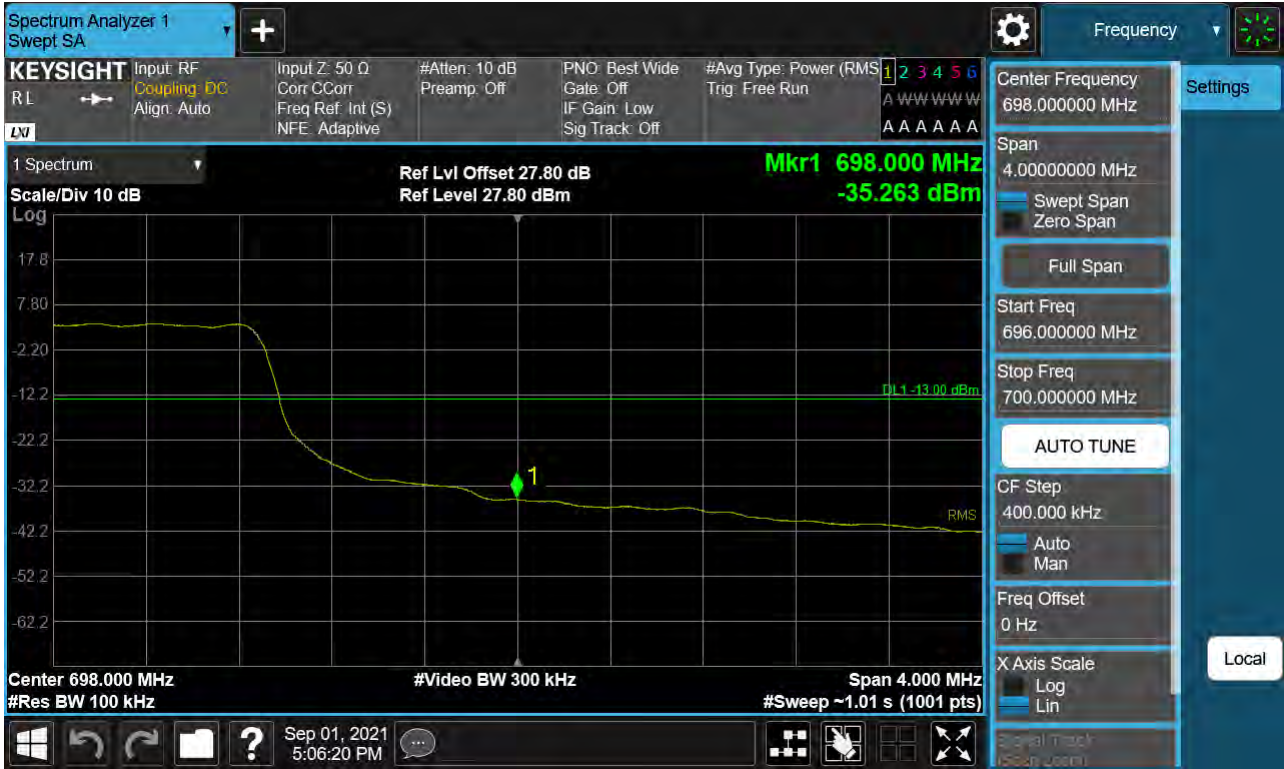 Spectrum Analyzer 1
Swept SA
Frequency
KEYSIGHT
R L
LXI
Input: RF
Coupling: DC
Align: Auto
Input Z: 50 Ω
Corr CCorr
Freq Ref: Int (S)
NFE: Adaptive
#Atten: 10 dB
Preamp: Off
PNO: Best Wide
Gate: Off
IF Gain: Low
Sig Track: Off
#Avg Type: Power (RMS
Trig: Free Run
1 2 3 4 5 6
A W W W W W
A A A A A A
1 Spectrum
Scale/Div 10 dB
Log
Ref Lvl Offset 27.80 dB
Ref Level 27.80 dBm
Mkr1 698.000 MHz
-35.263 dBm
17.8
7.80
-2.20
-12.2
-22.2
-32.2
-42.2
-52.2
-62.2
DL1 -13.00 dBm
1
RMS
Center 698.000 MHz
#Res BW 100 kHz
#Video BW 300 kHz
Span 4.000 MHz
#Sweep ~1.01 s (1001 pts)
Center Frequency
698.000000 MHz
Span
4.00000000 MHz
Swept Span
Zero Span
Full Span
Start Freq
696.000000 MHz
Stop Freq
700.000000 MHz
AUTO TUNE
CF Step
400.000 kHz
Auto
Man
Freq Offset
0 Hz
X Axis Scale
Log
Lin
Signal Track
(Span Zoom)
Settings
Local
?
Sep 01, 2021
5:06:20 PM